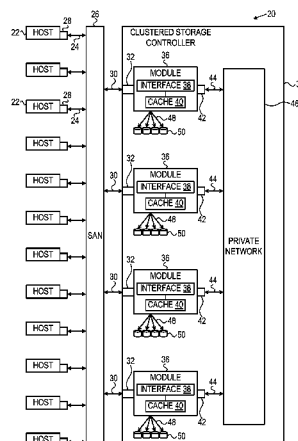 20
26
22
HOST
28
24
CLUSTERED STORAGE
CONTROLLER
HOST
22
HOST
28
24
HOST
HOST
HOST
HOST
HOST
HOST
HOST
HOST
HOST
SAN
30
32
36
MODULE
INTERFACE 38
CACHE 40
44
42
48
50
30
32
36
MODULE
INTERFACE 38
CACHE 40
44
42
48
50
30
32
36
MODULE
INTERFACE 38
CACHE 40
44
42
48
50
30
32
36
MODULE
INTERFACE 38
CACHE 40
44
42
48
50
46
PRIVATE
NETWORK